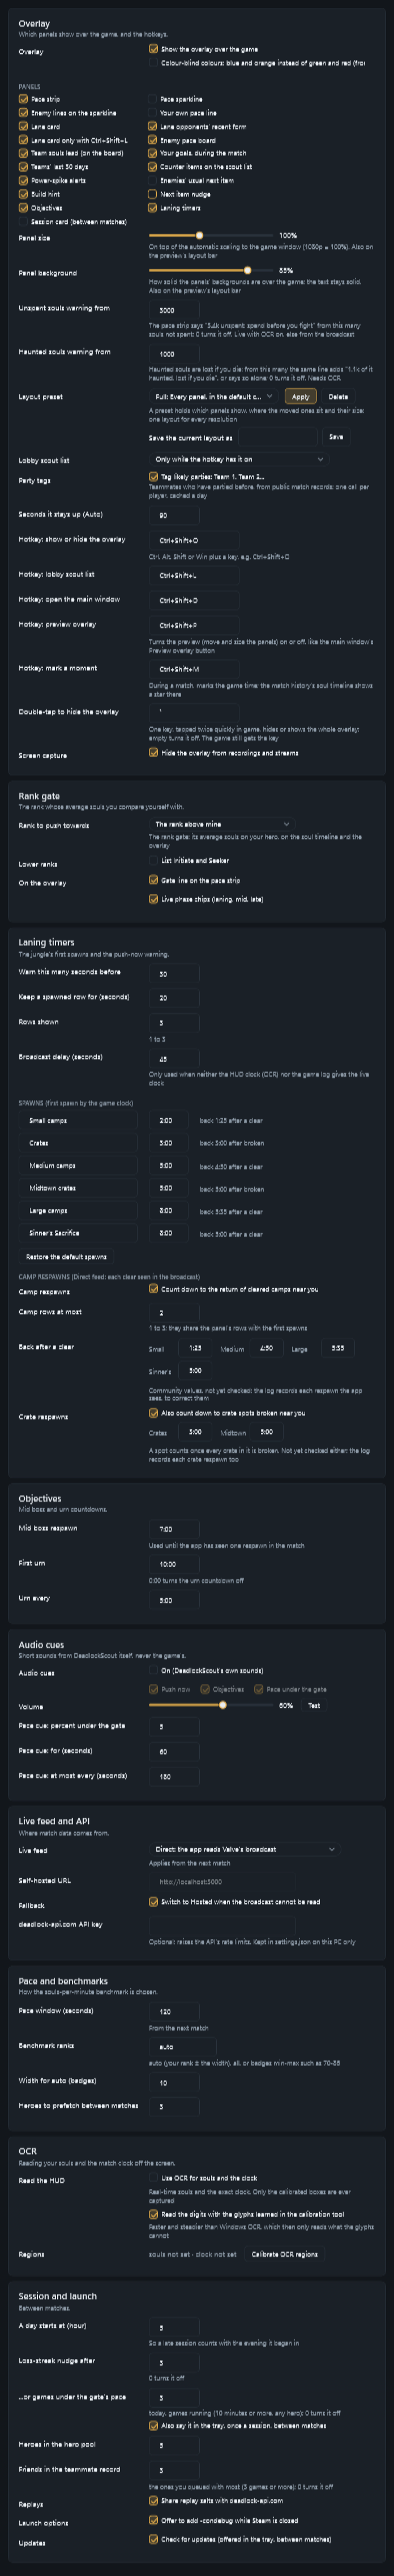 Overlay
Which panels show over the game, and the hotkeys.
Overlay
Show the overlay over the game
Colour-blind colours: blue and orange instead of green and red (fro
PANELS
Pace strip
Pace sparkline
Enemy lines on the sparkline
Your own pace line
Lane card
Lane opponents' recent form
Lane card only with Ctrl+Shift+L
Enemy pace board
Team souls lead (on the board)
Your goals, during the match
Teams' last 30 days
Counter items on the scout list
Power-spike alerts
Enemies' usual next item
Build hint
Next item nudge
Objectives
Laning timers
Session card (between matches)
Panel size
100%
On top of the automatic scaling to the game window (1080p = 100%). Also on
the preview's layout bar
Panel background
85%
How solid the panels' backgrounds are over the game; the text stays solid.
Also on the preview's layout bar
Unspent souls warning from
3000
The pace strip says "3.4k unspent: spend before you fight" from this many
souls not spent; 0 turns it off. Live with OCR on, else from the broadcast
Haunted souls warning from
1000
Haunted souls are lost if you die: from this many the same line adds "1.1k of it
haunted, lost if you die", or says so alone; 0 turns it off. Needs OCR
Layout preset
Full: Every panel, in the default c...
Apply
Delete
A preset holds which panels show, where the moved ones sit and their size;
one layout for every resolution
Save the current layout as
Save
Lobby scout list
Only while the hotkey has it on
Party tags
Tag likely parties: Team 1, Team 2...
Teammates who have partied before, from public match records; one call per
player, cached a day
Seconds it stays up (Auto)
90
Hotkey: show or hide the overlay
Ctrl+Shift+O
Ctrl, Alt, Shift or Win plus a key, e.g. Ctrl+Shift+O
Hotkey: lobby scout list
Ctrl+Shift+L
Hotkey: open the main window
Ctrl+Shift+D
Hotkey: preview overlay
Ctrl+Shift+P
Turns the preview (move and size the panels) on or off, like the main window's
Preview overlay button
Hotkey: mark a moment
Ctrl+Shift+M
During a match, marks the game time; the match history's soul timeline shows
a star there
Double-tap to hide the overlay
`
One key, tapped twice quickly in game, hides or shows the whole overlay;
empty turns it off. The game still gets the key
Screen capture
Hide the overlay from recordings and streams
Rank gate
The rank whose average souls you compare yourself with.
Rank to push towards
The rank above mine
The rank gate: its average souls on your hero, on the soul timeline and the
overlay
Lower ranks
List Initiate and Seeker
On the overlay
Gate line on the pace strip
Live phase chips (laning, mid, late)
Laning timers
The jungle's first spawns and the push-now warning.
Warn this many seconds before
30
Keep a spawned row for (seconds)
20
Rows shown
3
1 to 3
Broadcast delay (seconds)
45
Only used when neither the HUD clock (OCR) nor the game log gives the live
clock
SPAWNS (first spawn by the game clock)
Small camps
2:00
back 1:25 after a clear
Crates
3:00
back 3:00 after broken
Medium camps
5:00
back 4:50 after a clear
Midtown crates
5:00
back 5:00 after broken
Large camps
8:00
back 5:35 after a clear
Sinner's Sacrifice
8:00
back 5:00 after a clear
Restore the default spawns
CAMP RESPAWNS (Direct feed: each clear seen in the broadcast)
Camp respawns
Count down to the return of cleared camps near you
Camp rows at most
2
1 to 3; they share the panel's rows with the first spawns
Back after a clear
Small
1:25
Medium
4:50
Large
5:35
Sinner's
5:00
Community values, not yet checked: the log records each respawn the app
sees, to correct them
Crate respawns
Also count down to crate spots broken near you
Crates
3:00
Midtown
5:00
A spot counts once every crate in it is broken. Not yet checked either: the log
records each crate respawn too
Objectives
Mid boss and urn countdowns.
Mid boss respawn
7:00
Used until the app has seen one respawn in the match
First urn
10:00
0:00 turns the urn countdown off
Urn every
5:00
Audio cues
Short sounds from DeadlockScout itself, never the game's.
Audio cues
On (DeadlockScout's own sounds)
Push now
Objectives
Pace under the gate
Volume
60%
Test
Pace cue: percent under the gate
5
Pace cue: for (seconds)
60
Pace cue: at most every (seconds)
180
Live feed and API
Where match data comes from.
Live feed
Direct: the app reads Valve's broadcast
Applies from the next match
Self-hosted URL
http://localhost:3000
Fallback
Switch to Hosted when the broadcast cannot be read
deadlock-api.com API key
Optional: raises the API's rate limits. Kept in settings.json on this PC only
Pace and benchmarks
How the souls-per-minute benchmark is chosen.
Pace window (seconds)
120
From the next match
Benchmark ranks
auto
auto (your rank ± the width), all, or badges min-max such as 70-86
Width for auto (badges)
10
Heroes to prefetch between matches
3
OCR
Reading your souls and the match clock off the screen.
Read the HUD
Use OCR for souls and the clock
Real-time souls and the exact clock. Only the calibrated boxes are ever
captured
Read the digits with the glyphs learned in the calibration tool
Faster and steadier than Windows OCR, which then only reads what the glyphs
cannot
Regions
souls not set · clock not set
Calibrate OCR regions
Session and launch
Between matches.
A day starts at (hour)
5
So a late session counts with the evening it began in
Loss-streak nudge after
3
0 turns it off
...or games under the gate's pace
3
today, games running (10 minutes or more, any hero); 0 turns it off
Also say it in the tray, once a session, between matches
Heroes in the hero pool
3
Friends in the teammate record
3
the ones you queued with most (3 games or more); 0 turns it off
Replays
Share replay salts with deadlock-api.com
Launch options
Offer to add -condebug while Steam is closed
Updates
Check for updates (offered in the tray, between matches)